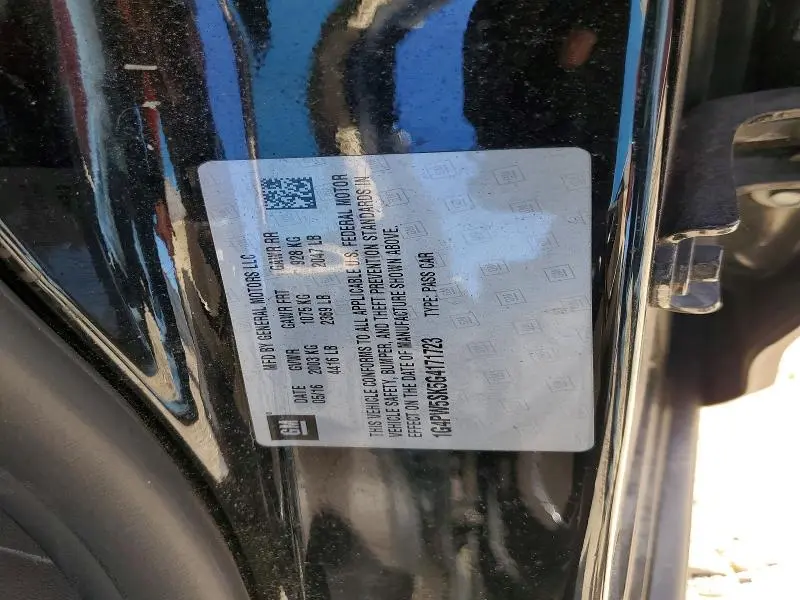 GM
MFD BY GENERAL MOTORS LLC
DATE GVWR GAWR FRT GAWR RR
05/16 2003 KG 1075 KG 928 KG
4416 LB 2369 LB 2047 LB
THIS VEHICLE CONFORMS TO ALL APPLICABLE U.S. FEDERAL MOTOR
VEHICLE SAFETY, BUMPER, AND THEFT PREVENTION STANDARDS IN
EFFECT ON THE DATE OF MANUFACTURE SHOWN ABOVE.
1G4PW5SK5G4171723 TYPE: PASS CAR